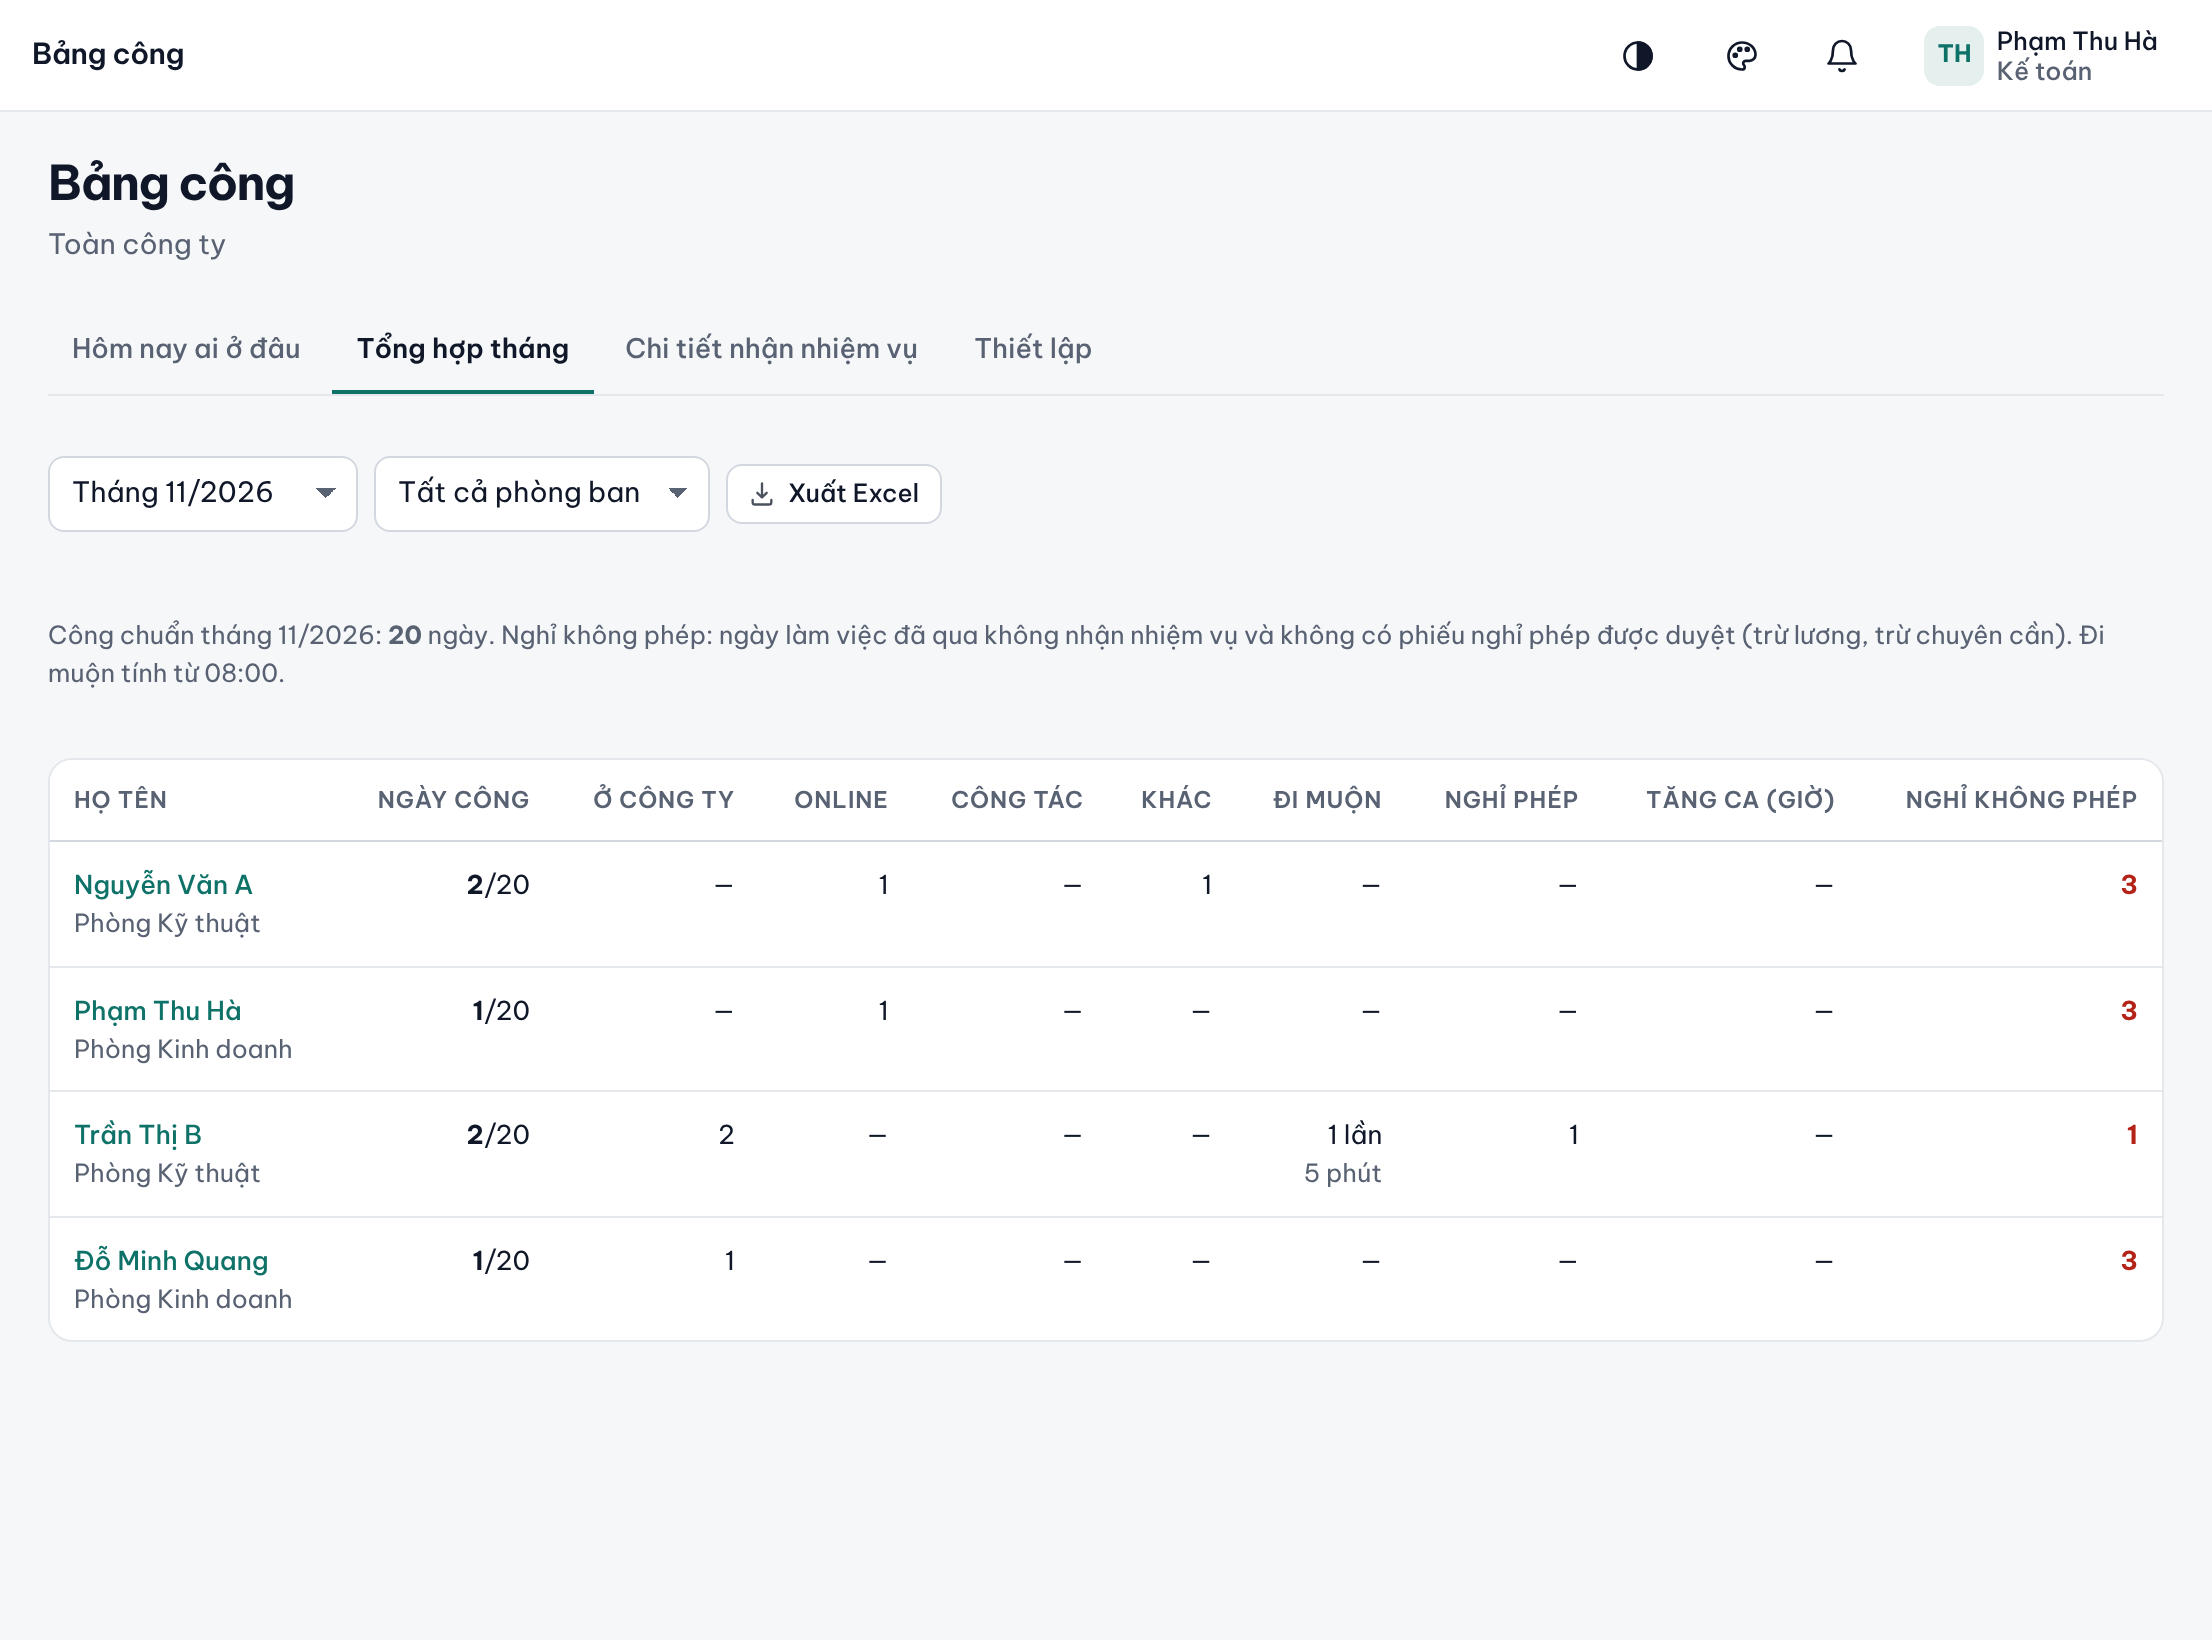 Bảng công
TH
Phạm Thu Hà
Kế toán
Bảng công
Toàn công ty
Hôm nay ai ở đâu Tổng hợp tháng Chi tiết nhận nhiệm vụ Thiết lập
Tháng 11/2026 Tất cả phòng ban Xuất Excel
Công chuẩn tháng 11/2026: 20 ngày. Nghỉ không phép: ngày làm việc đã qua không nhận nhiệm vụ và không có phiếu nghỉ phép được duyệt (trừ lương, trừ chuyên cần). Đi
muộn tính từ 08:00.
HỌ TÊN NGÀY CÔNG Ở CÔNG TY ONLINE CÔNG TÁC KHÁC ĐI MUỘN NGHỈ PHÉP TĂNG CA (GIỜ) NGHỈ KHÔNG PHÉP
Nguyễn Văn A 2/20 – 1 – 1 – – – 3
Phòng Kỹ thuật
Phạm Thu Hà 1/20 – 1 – – – – – 3
Phòng Kinh doanh
Trần Thị B 2/20 2 – – – 1 lần 1 – 1
Phòng Kỹ thuật 5 phút
Đỗ Minh Quang 1/20 1 – – – – – – 3
Phòng Kinh doanh